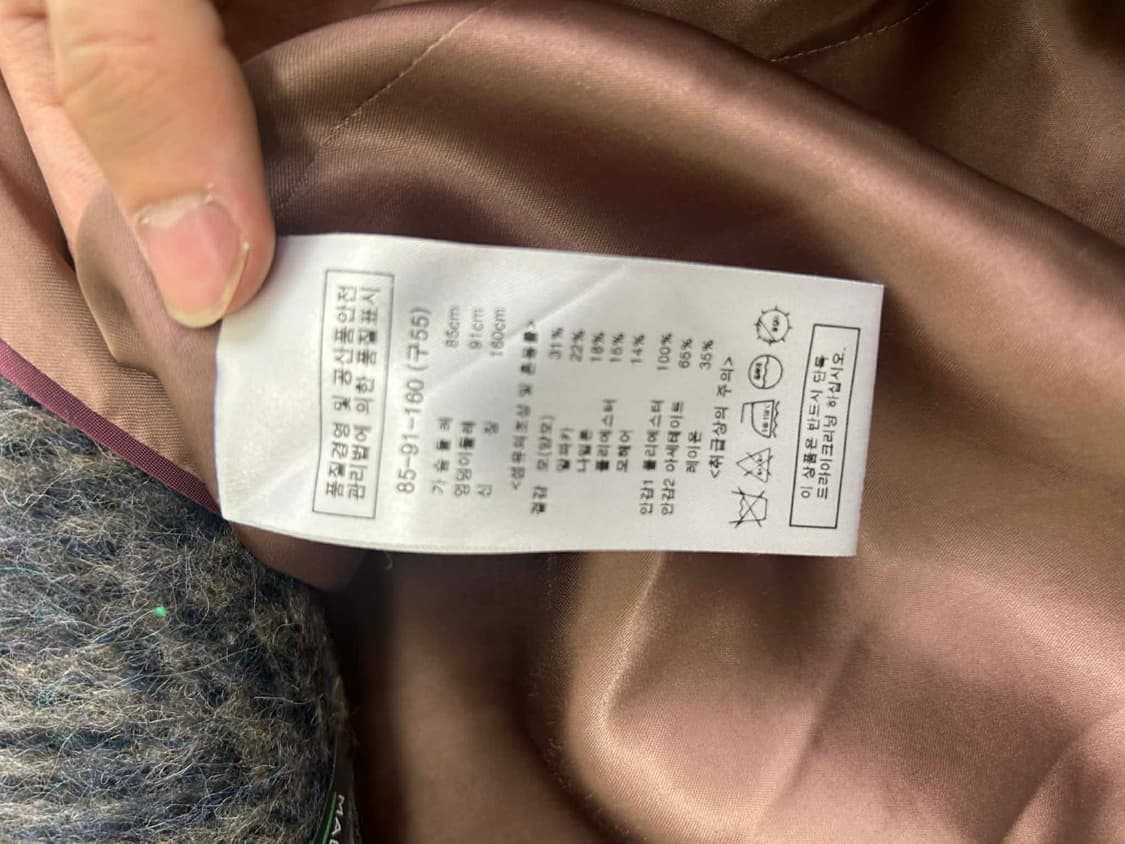 품질경영 및 공산품안전
관리법에 의한 품질표시
85-91-160 (구55)
가슴둘레 85cm
엉덩이둘레 91cm
신 장 160cm
<섬유의조성 및 혼용률>
겉감 모(양모) 31%
알파카 22%
나일론 18%
폴리에스터 15%
모헤어 14%
안감1 폴리에스터 100%
안감2 아세테이트 65%
레이온 35%
<취급상의 주의>
이 상품은 반드시 단독
드라이크리닝 하십시오.